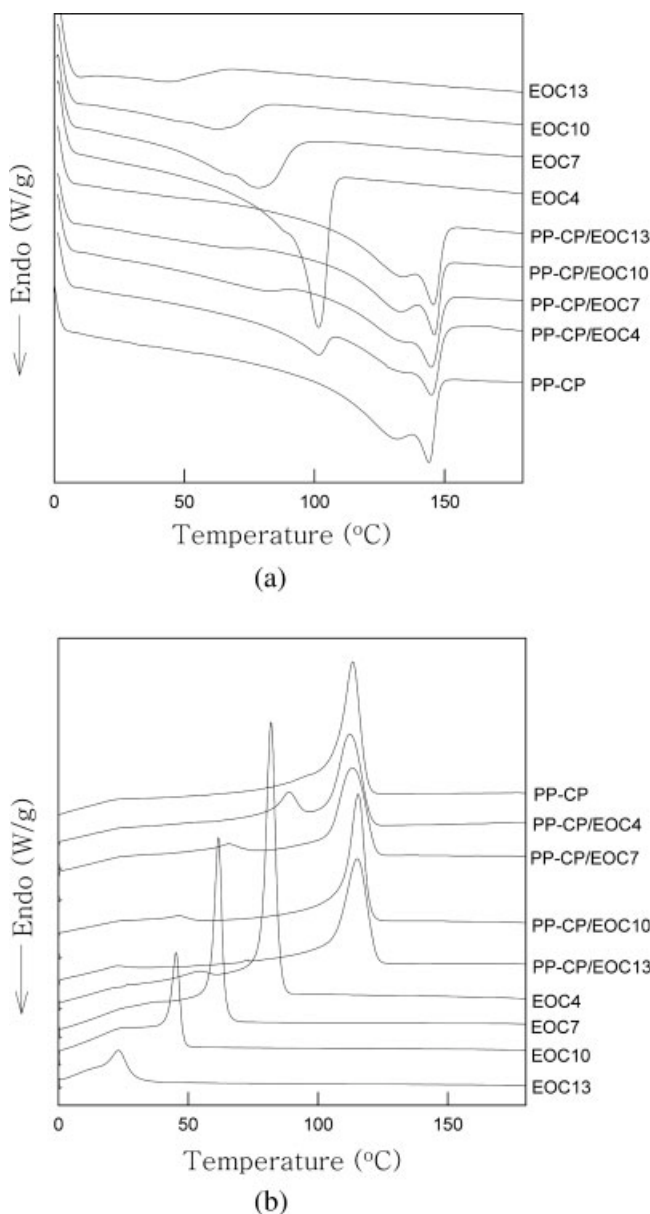 (a)
← Endo (W/g)
EOC13
EOC10
EOC7
EOC4
PP-CP/EOC13
PP-CP/EOC10
PP-CP/EOC7
PP-CP/EOC4
PP-CP
0 50 100 150
Temperature (°C)
(a)
← Endo (W/g)
PP-CP
PP-CP/EOC4
PP-CP/EOC7
PP-CP/EOC10
PP-CP/EOC13
EOC4
EOC7
EOC10
EOC13
0 50 100 150
Temperature (°C)
(b)